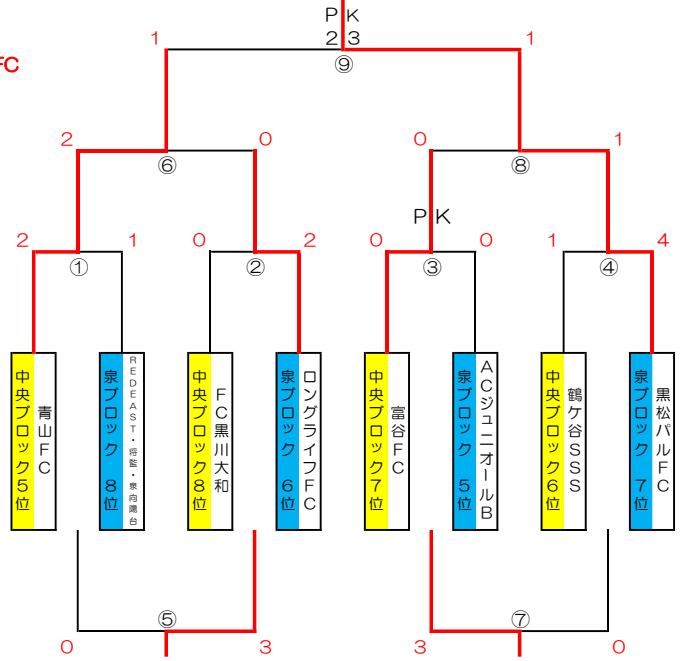 PK
1 2 3 1
⑨
FC
2 0 0 1
⑥ ⑧
PK
2 1 0 2 0 0 1 4
① ② ③ ④
中央ブロック5位
青山FC
泉ブロック 8位
REDEAST・将監・泉向陽台
中央ブロック8位
FC黒川大和
泉ブロック 6位
ロングライフFC
中央ブロック7位
富谷FC
泉ブロック 5位
ACジュニオールB
中央ブロック6位
鶴ケ谷SSS
泉ブロック 7位
黒松パルFC
⑤ ⑦
0 3 3 0